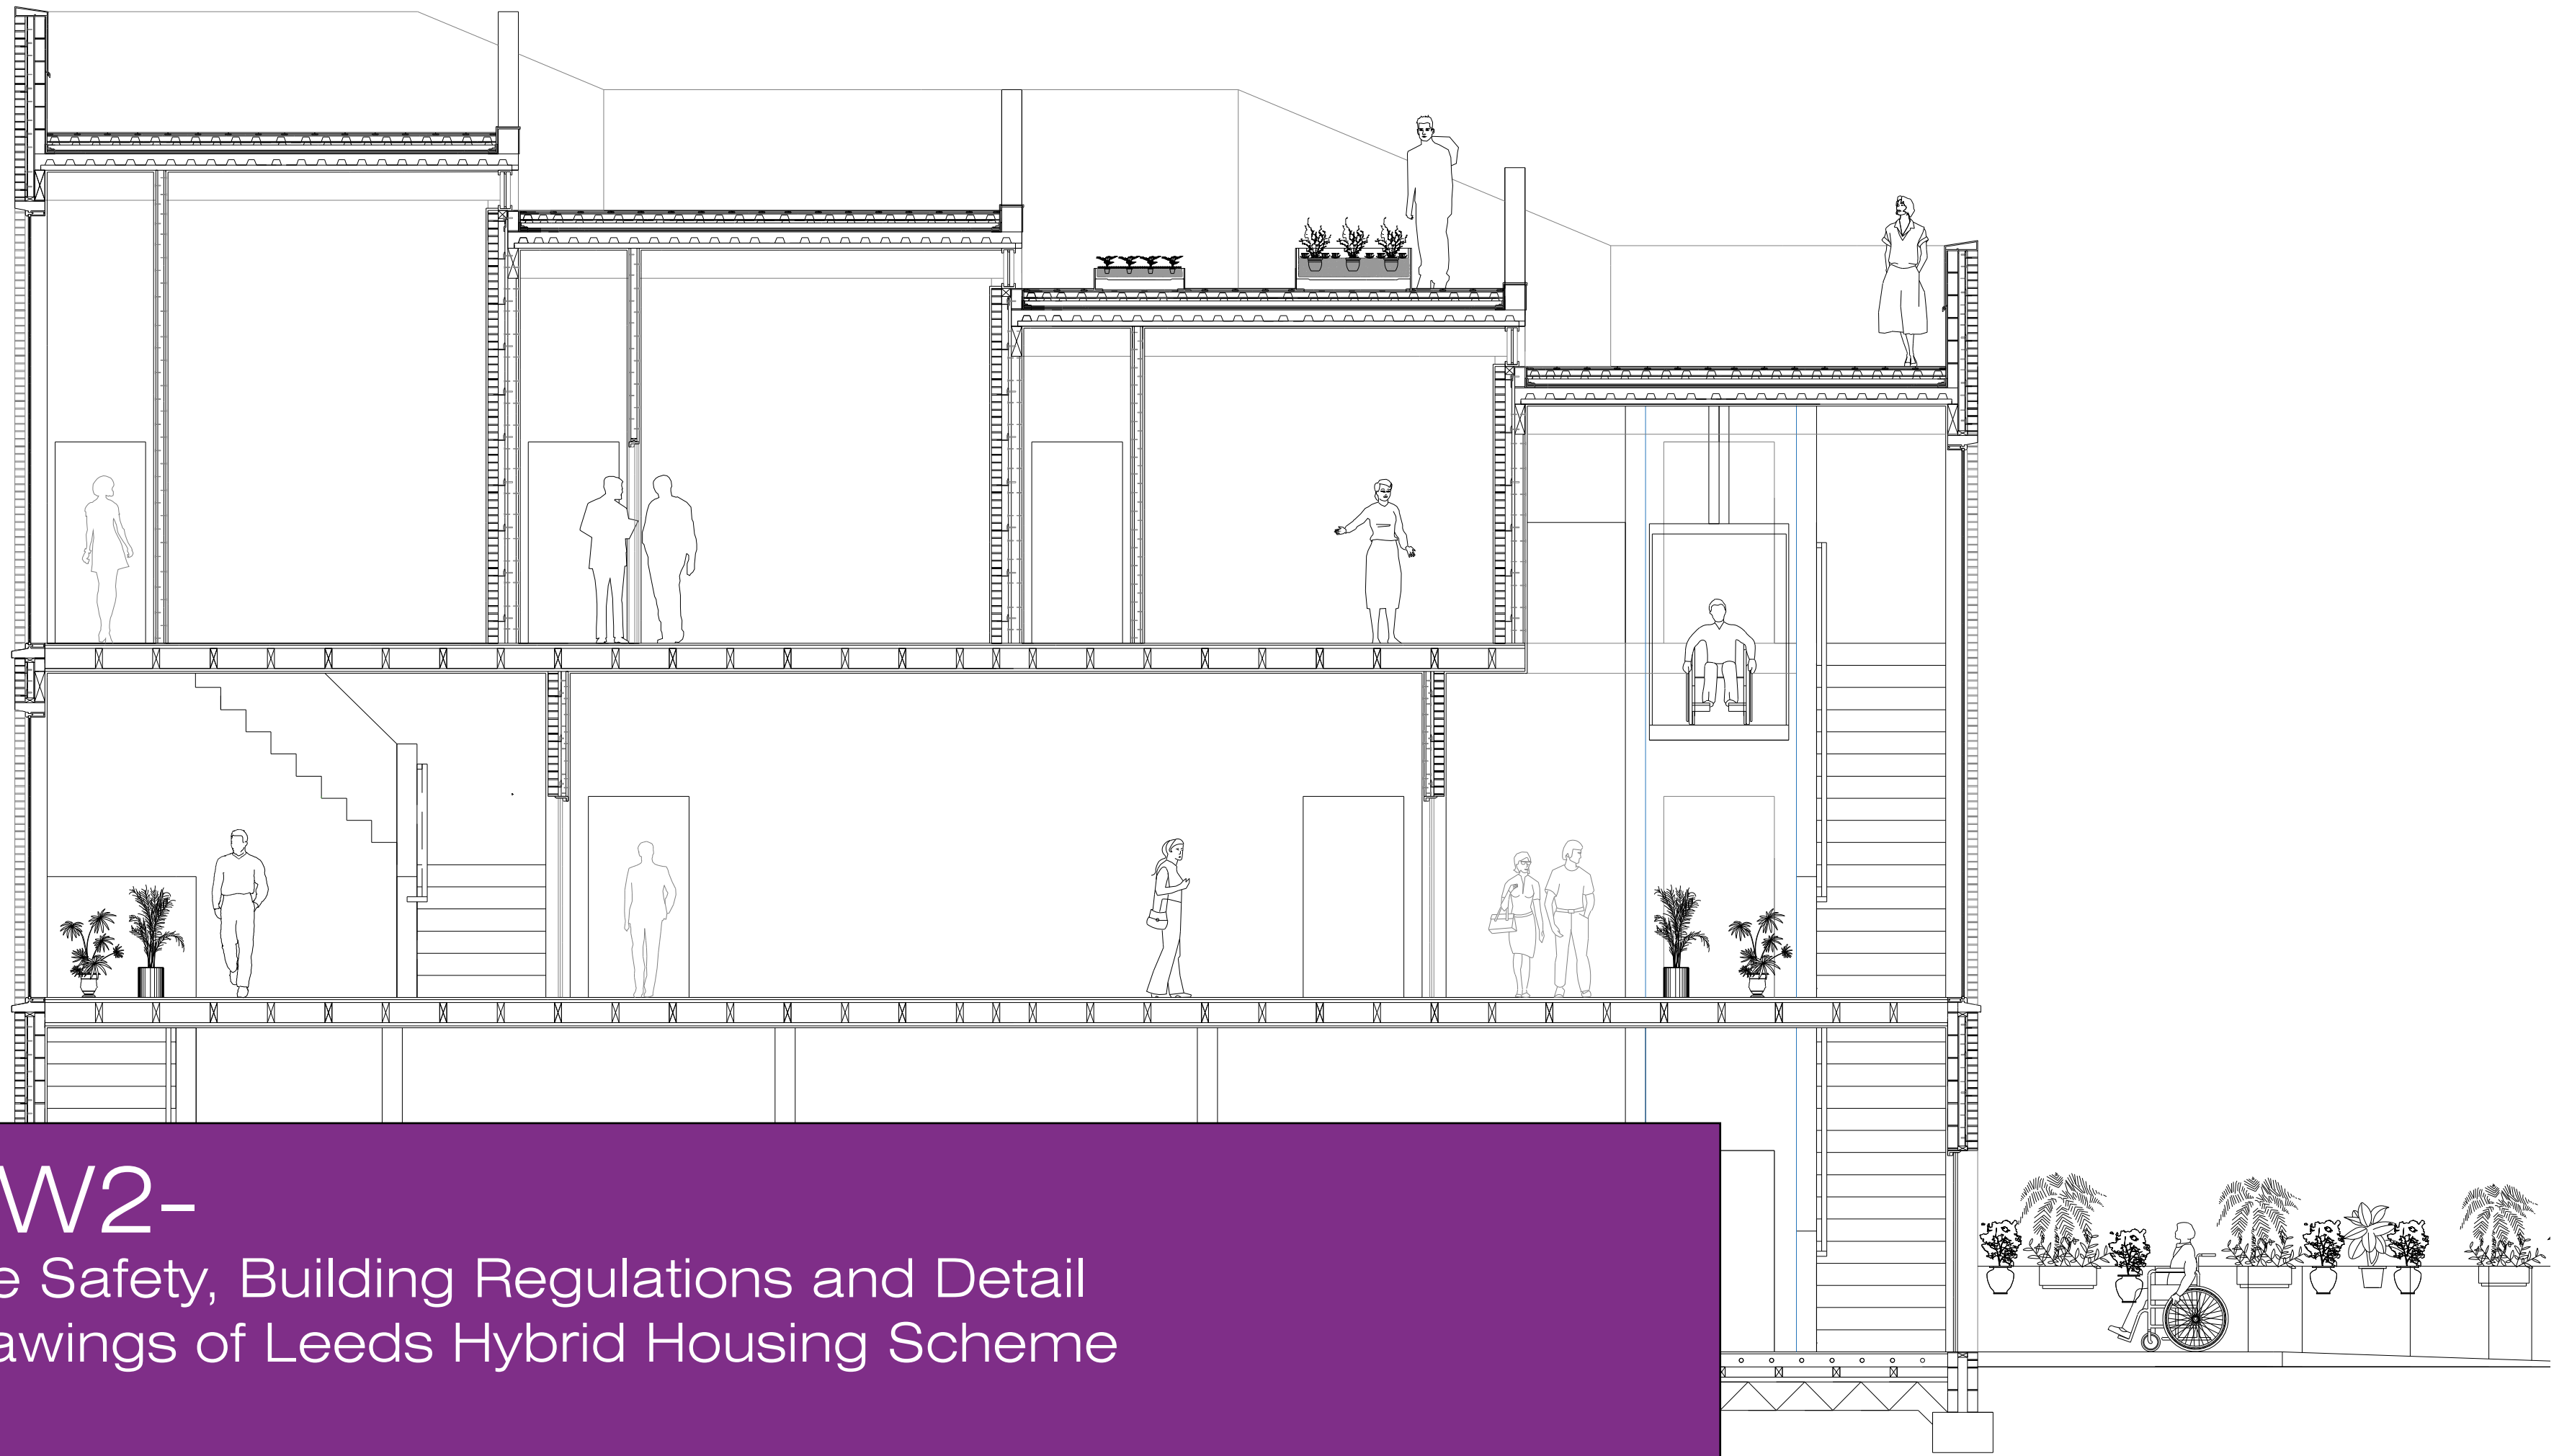 W2-
e Safety, Building Regulations and Detail
awings of Leeds Hybrid Housing Scheme